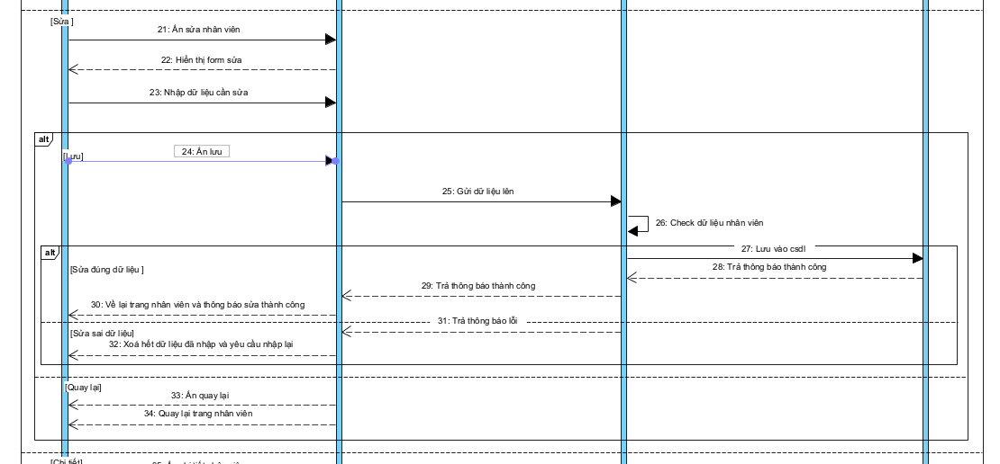 [Sửa ]
21: Ấn sửa nhân viên
22: Hiển thị form sửa
23: Nhập dữ liệu cần sửa
alt
24: Ấn lưu
[Lưu]
25: Gửi dữ liệu lên
26: Check dữ liệu nhân viên
alt
27: Lưu vào csdl
[Sửa đúng dữ liệu ]
28: Trả thông báo thành công
29: Trả thông báo thành công
30: Về lại trang nhân viên và thông báo sửa thành công
31: Trả thông báo lỗi
[Sửa sai dữ liệu]
32: Xoá hết dữ liệu đã nhập và yêu cầu nhập lại
[Quay lại]
33: Ấn quay lại
34: Quay lại trang nhân viên
[Chi tiết]